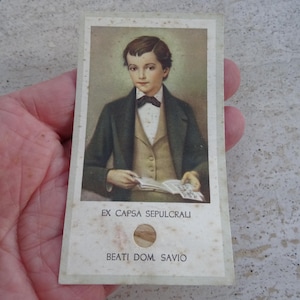 EX CAPSA SEPULCRALI
BEATI DOM. SAVIO